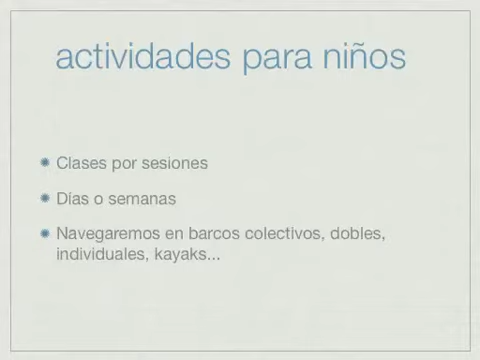 actividades para niños
Clases por sesiones
Días o semanas
Navegaremos en barcos colectivos, dobles,
individuales, kayaks...